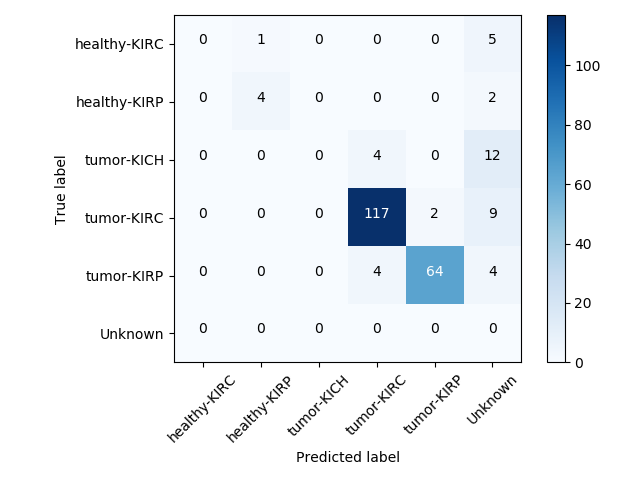 healthy-KIRC 0 1 0 0 0 5
healthy-KIRP 0 4 0 0 0 2
tumor-KICH 0 0 0 4 0 12
tumor-KIRC 0 0 0 117 2 9
tumor-KIRP 0 0 0 4 64 4
Unknown 0 0 0 0 0 0
True label
healthy-KIRC healthy-KIRP tumor-KICH tumor-KIRC tumor-KIRP Unknown
Predicted label
100
80
60
40
20
0